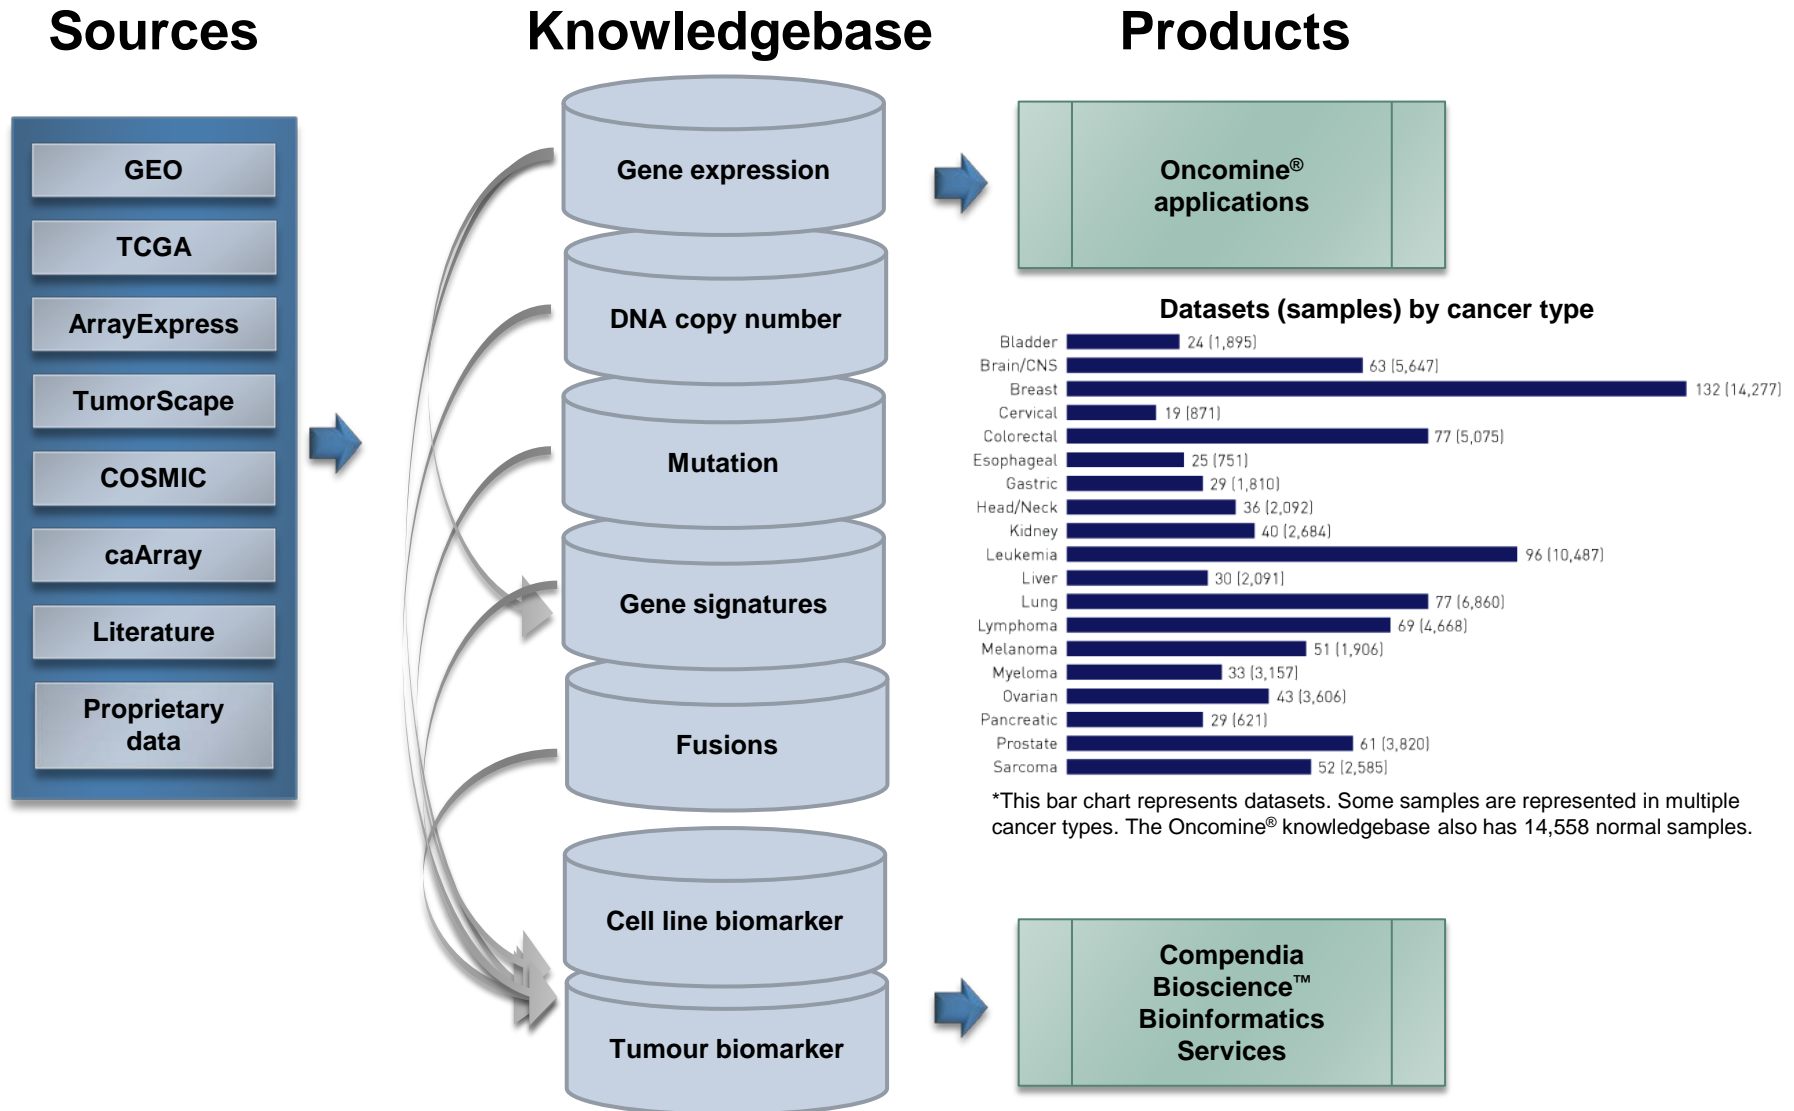 Sources
Knowledgebase
Products
GEO
TCGA
ArrayExpress
TumorScape
COSMIC
caArray
Literature
Proprietary
data
Gene expression
DNA copy number
Mutation
Gene signatures
Fusions
Cell line biomarker
Tumour biomarker
Oncomine®
applications
Datasets (samples) by cancer type
Bladder 24 (1,895)
Brain/CNS 63 (5,647)
Breast 132 (14,277)
Cervical 19 (871)
Colorectal 77 (5,075)
Esophageal 25 (751)
Gastric 29 (1,810)
Head/Neck 36 (2,092)
Kidney 40 (2,684)
Leukemia 96 (10,487)
Liver 30 (2,091)
Lung 77 (6,860)
Lymphoma 69 (4,668)
Melanoma 51 (1,906)
Myeloma 33 (3,157)
Ovarian 43 (3,606)
Pancreatic 29 (621)
Prostate 61 (3,820)
Sarcoma 52 (2,585)
*This bar chart represents datasets. Some samples are represented in multiple
cancer types. The Oncomine® knowledgebase also has 14,558 normal samples.
Compendia
Bioscience™
Bioinformatics
Services